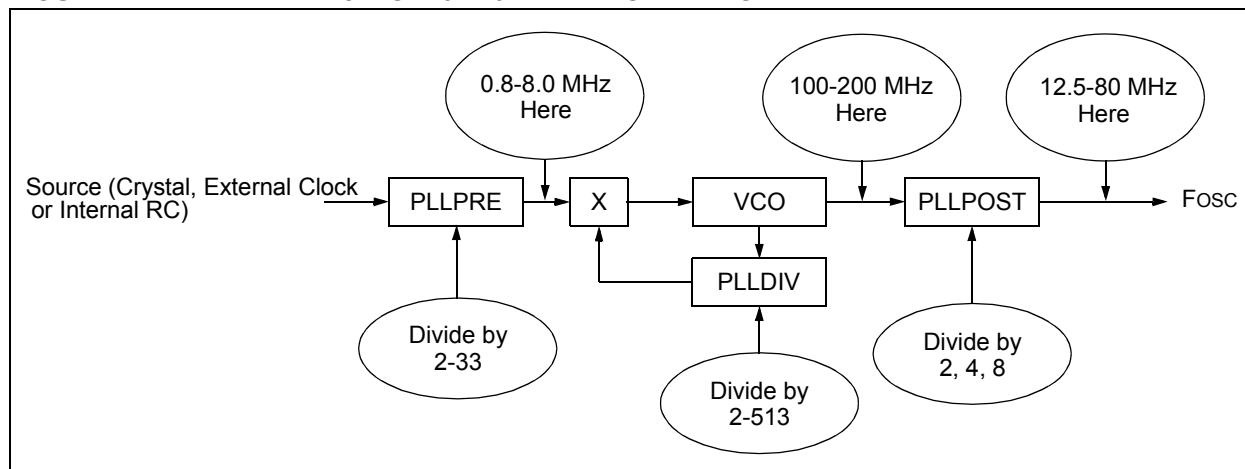 0.8-8.0 MHz
Here
100-200 MHz
Here
12.5-80 MHz
Here
Source (Crystal, External Clock
or Internal RC)
PLLPRE
X
VCO
PLLPOST
FOSC
PLLDIV
Divide by
2-33
Divide by
2-513
Divide by
2, 4, 8